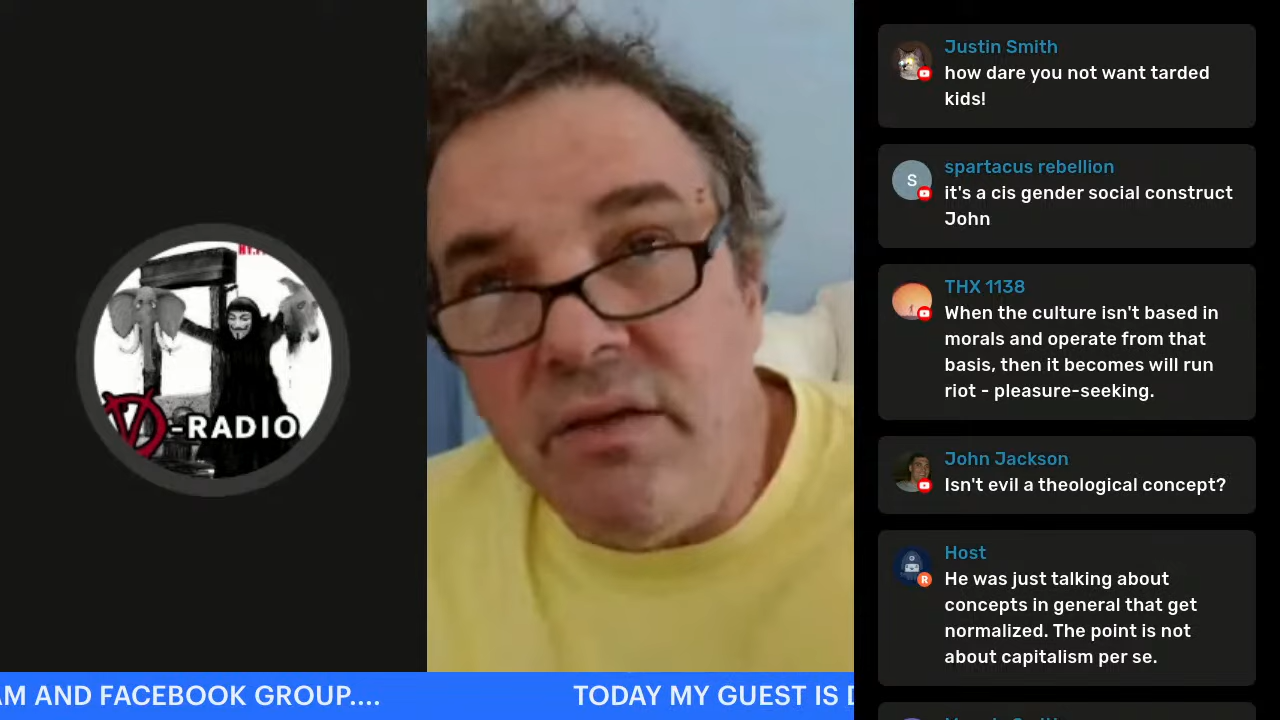 V-RADIO
Justin Smith
how dare you not want tarded
kids!
S
spartacus rebellion
it's a cis gender social construct
John
THX 1138
When the culture isn't based in
morals and operate from that
basis, then it becomes will run
riot - pleasure-seeking.
John Jackson
Isn't evil a theological concept?
Host
R
He was just talking about
concepts in general that get
normalized. The point is not
about capitalism per se.
AM AND FACEBOOK GROUP.... TODAY MY GUEST IS